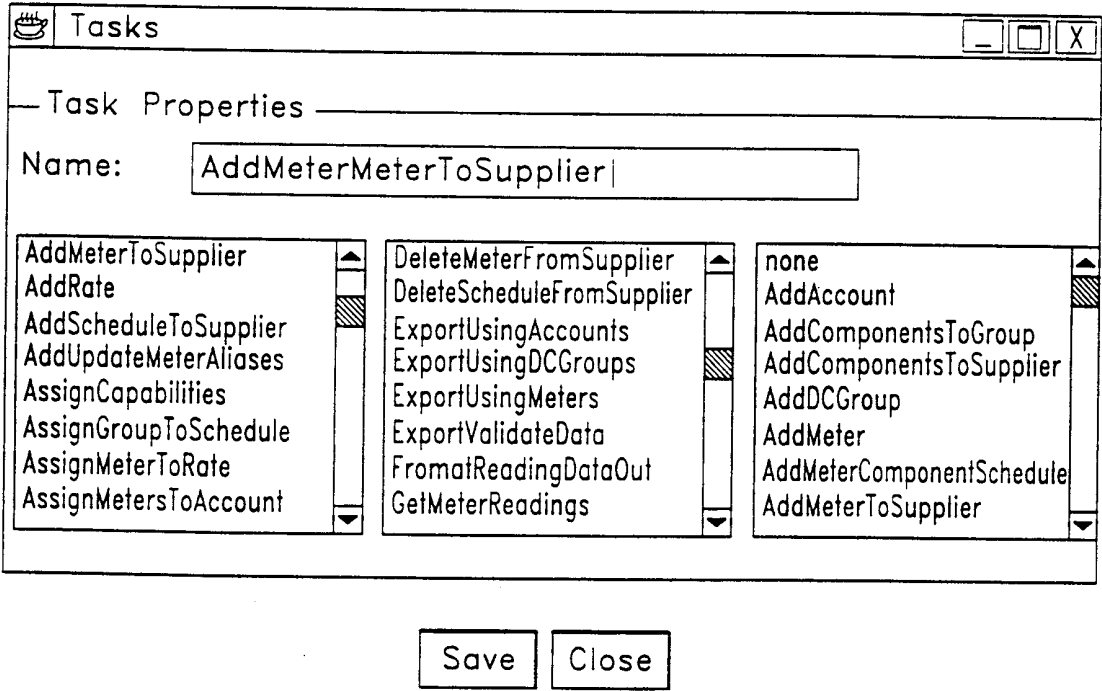 Tasks
Task Properties
Name: AddMeterMeterToSupplier
AddMeterToSupplier
AddRate
AddScheduleToSupplier
AddUpdateMeterAliases
AssignCapabilities
AssignGroupToSchedule
AssignMeterToRate
AssignMetersToAccount
DeleteMeterFromSupplier
DeleteScheduleFromSupplier
ExportUsingAccounts
ExportUsingDCGroups
ExportUsingMeters
ExportValidateData
FromatReadingDataOut
GetMeterReadings
none
AddAccount
AddComponentsToGroup
AddComponentsToSupplier
AddDCGroup
AddMeter
AddMeterComponentSchedule
AddMeterToSupplier
Save Close